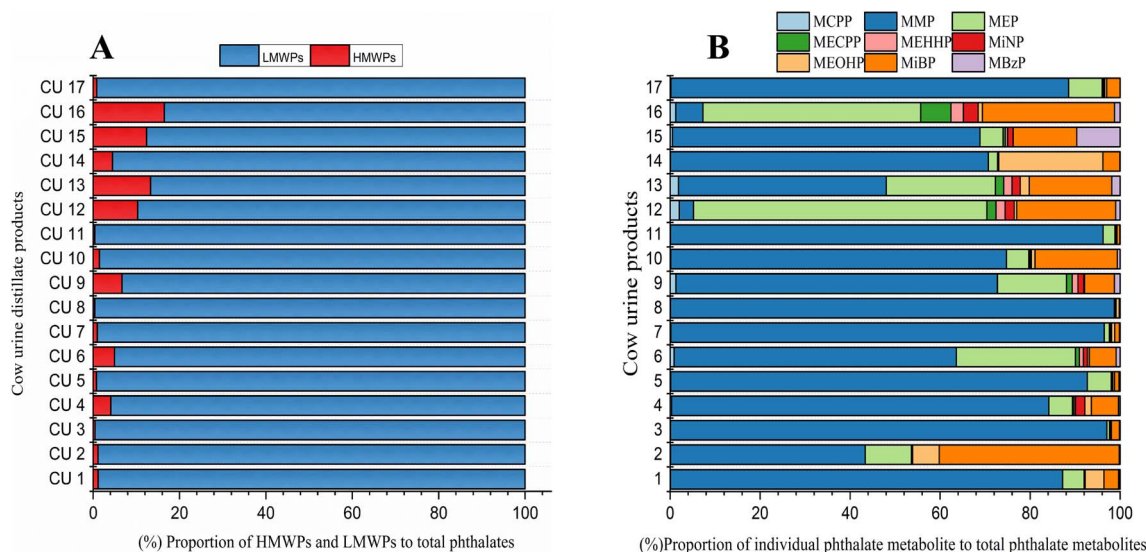 A
LMWPs HMWPs
CU 17
CU 16
CU 15
CU 14
CU 13
CU 12
CU 11
CU 10
CU 9
CU 8
CU 7
CU 6
CU 5
CU 4
CU 3
CU 2
CU 1
Cow urine distillate products
0 20 40 60 80 100
(%) Proportion of HMWPs and LMWPs to total phthalates
B
MCPP MMP MEP
MECPP MEHHP MiNP
MEOHP MiBP MBzP
17
16
15
14
13
12
11
10
9
8
7
6
5
4
3
2
1
Cow urine products
0 20 40 60 80 100
(%)Proportion of individual phthalate metabolite to total phthalate metabolites